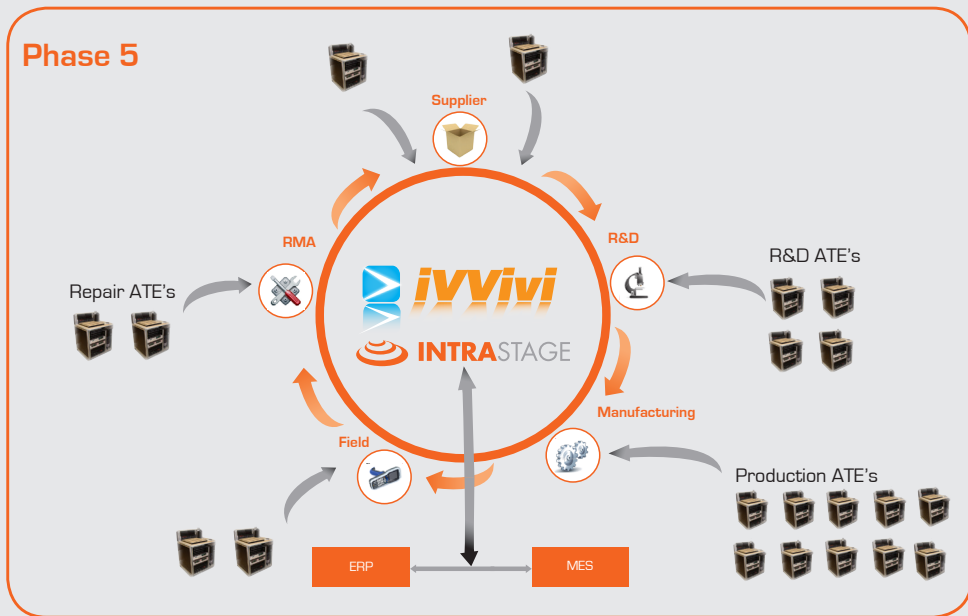 Phase 5
Supplier
RMA
R&D
R&D ATE's
Repair ATE's
iVVivi
INTRASTAGE
Manufacturing
Field
Production ATE's
ERP
MES